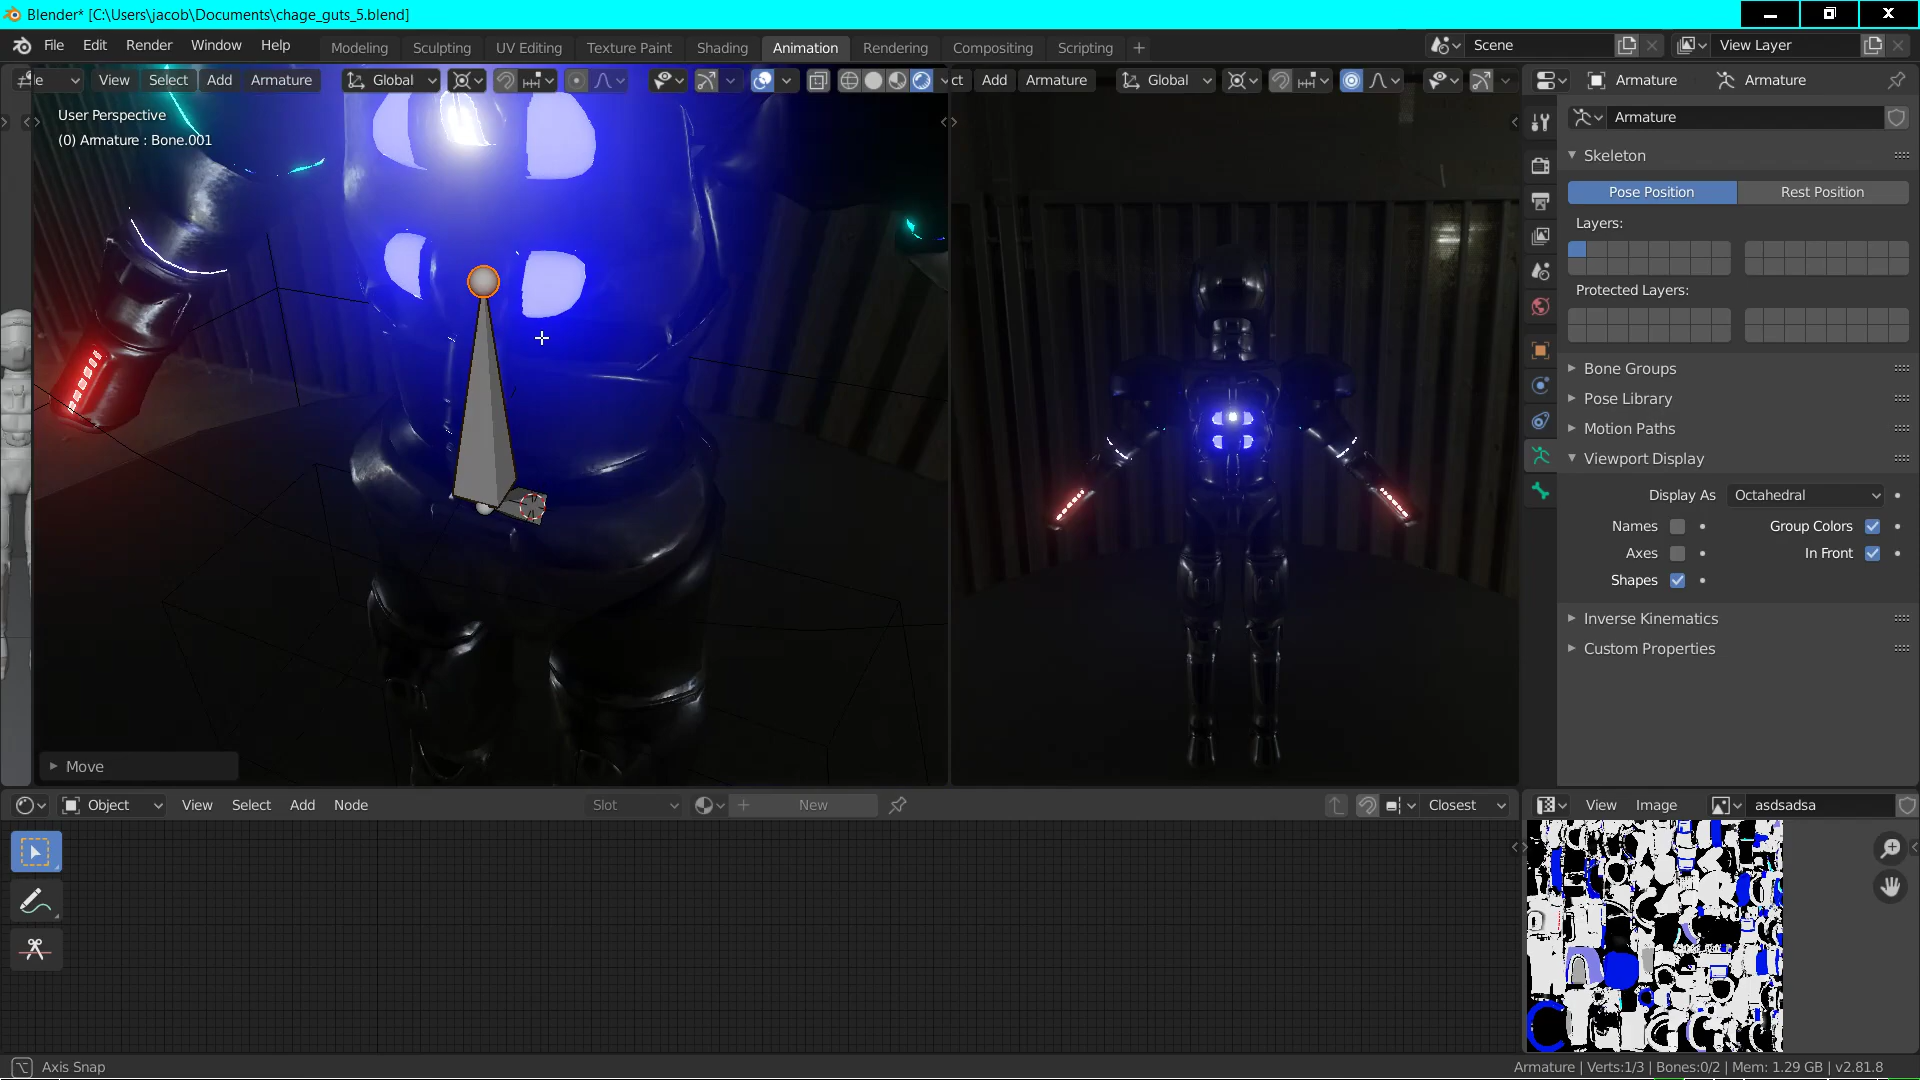 Blender* [C:\Users\jacob\Documents\chage_guts_5.blend]
File Edit Render Window Help
Modeling Sculpting UV Editing Texture Paint Shading Animation Rendering Compositing Scripting
Scene
View Layer
View Select Add Armature
Global
Add Armature
Global
Armature
Armature
User Perspective
(0) Armature : Bone.001
Armature
Skeleton
Pose Position
Rest Position
Layers:
Protected Layers:
Bone Groups
Pose Library
Motion Paths
Viewport Display
Display As Octahedral
Names
Group Colors
Axes
In Front
Shapes
Inverse Kinematics
Custom Properties
Move
Object View Select Add Node
Slot
New
Closest
View Image
asdsadsa
Axis Snap
Armature | Verts:1/3 | Bones:0/2 | Mem: 1.29 GB | v2.81.8